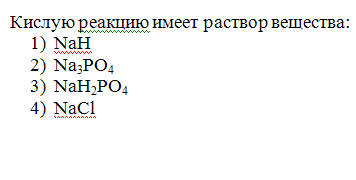 Кислую реакцию имеет раствор вещества:
1) NaH
2) Na₃PO₄
3) NaH₂PO₄
4) NaCl